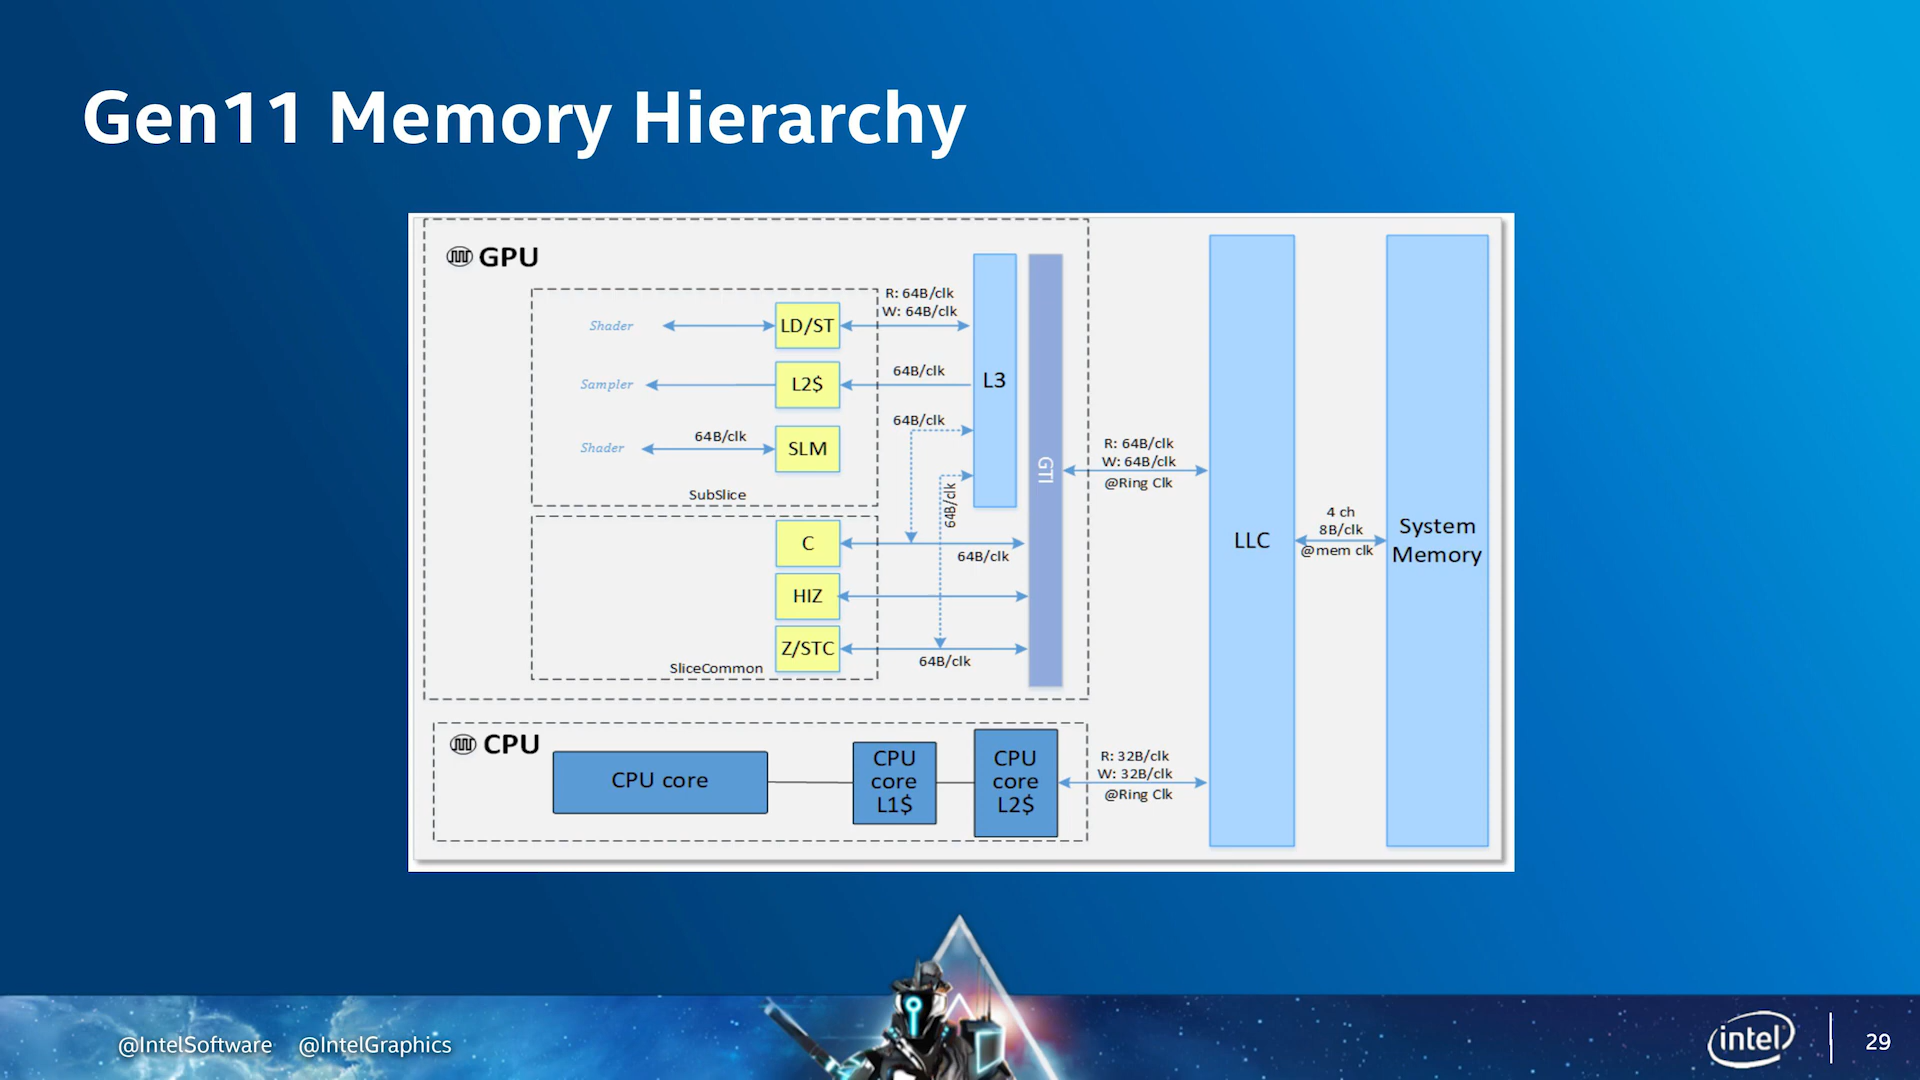 Gen11 Memory Hierarchy
GPU
Shader
LD/ST
R: 64B/clk
W: 64B/clk
Sampler
L2$
64B/clk
L3
Shader
64B/clk
SLM
64B/clk
SubSlice
64B/clk
GTI
C
64B/clk
HIZ
Z/STC
64B/clk
SliceCommon
R: 64B/clk
W: 64B/clk
@Ring Clk
LLC
4 ch
8B/clk
@mem clk
System
Memory
CPU
CPU core
CPU
core
L1$
CPU
core
L2$
R: 32B/clk
W: 32B/clk
@Ring Clk
@IntelSoftware @IntelGraphics
intel
29